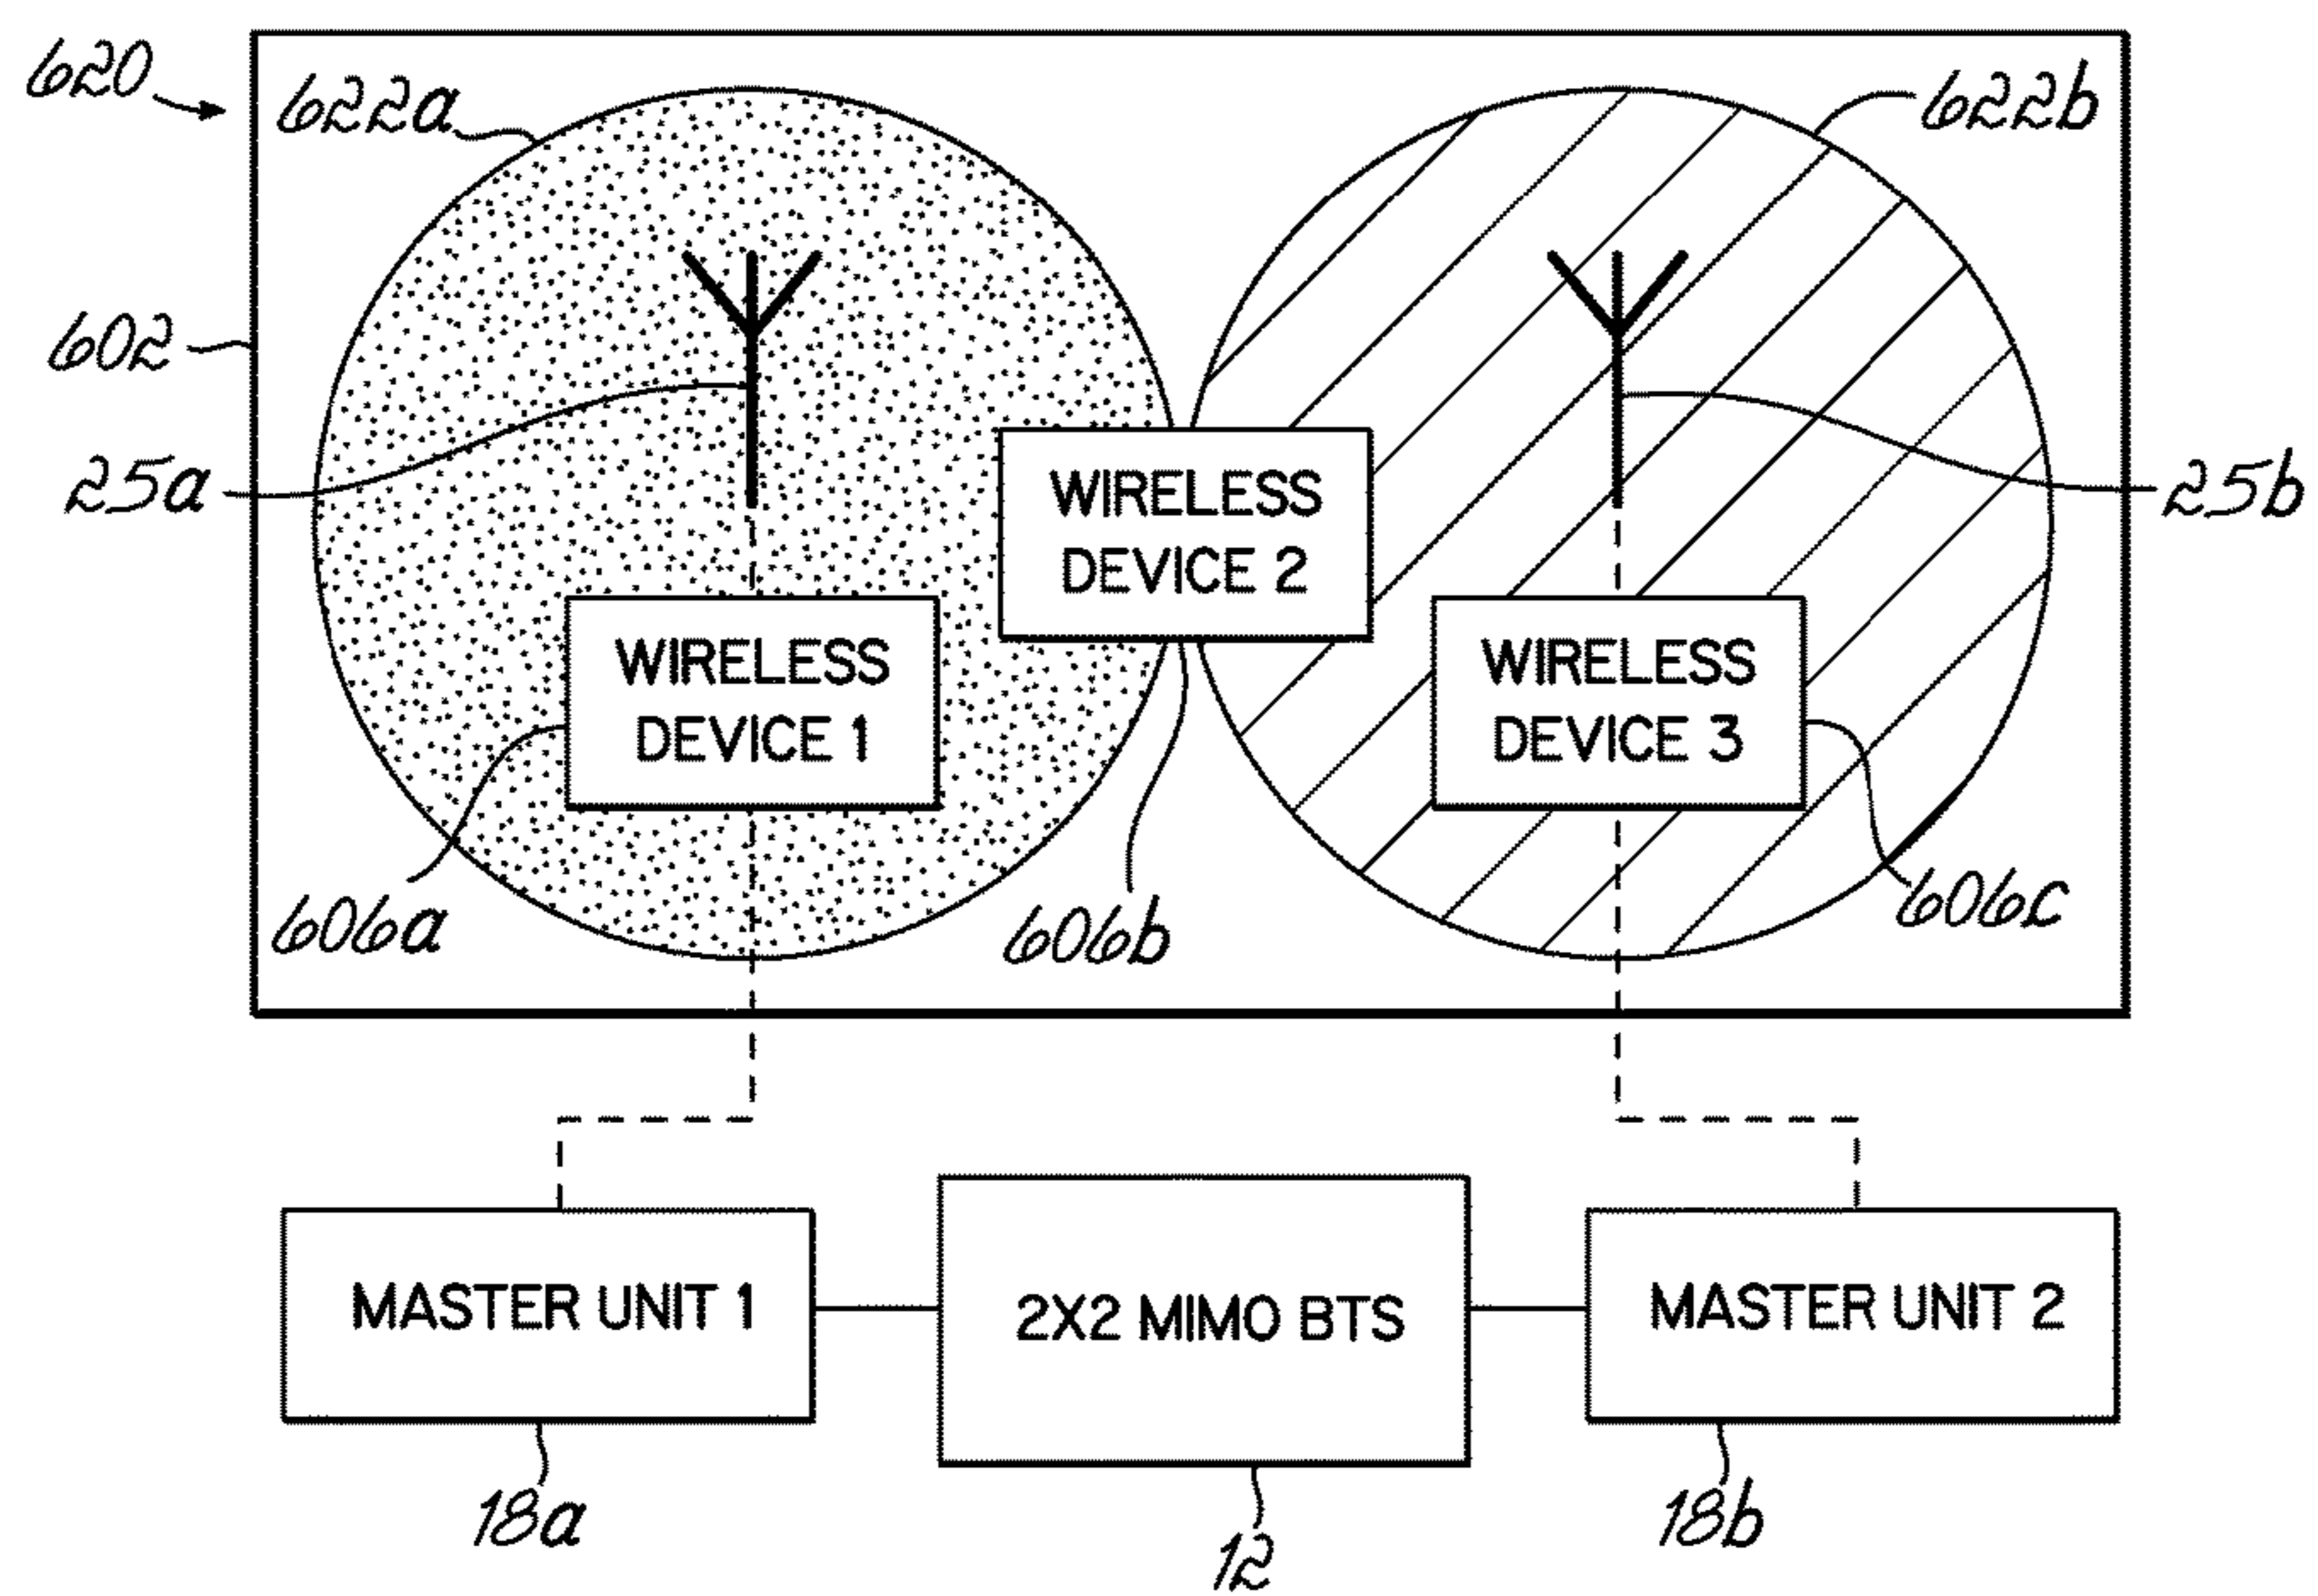 620
622a
622b
602
25a
25b
WIRELESS
DEVICE 2
WIRELESS
DEVICE 1
WIRELESS
DEVICE 3
606a
606b
606c
MASTER UNIT 1
2X2 MIMO BTS
MASTER UNIT 2
18a
12
18b